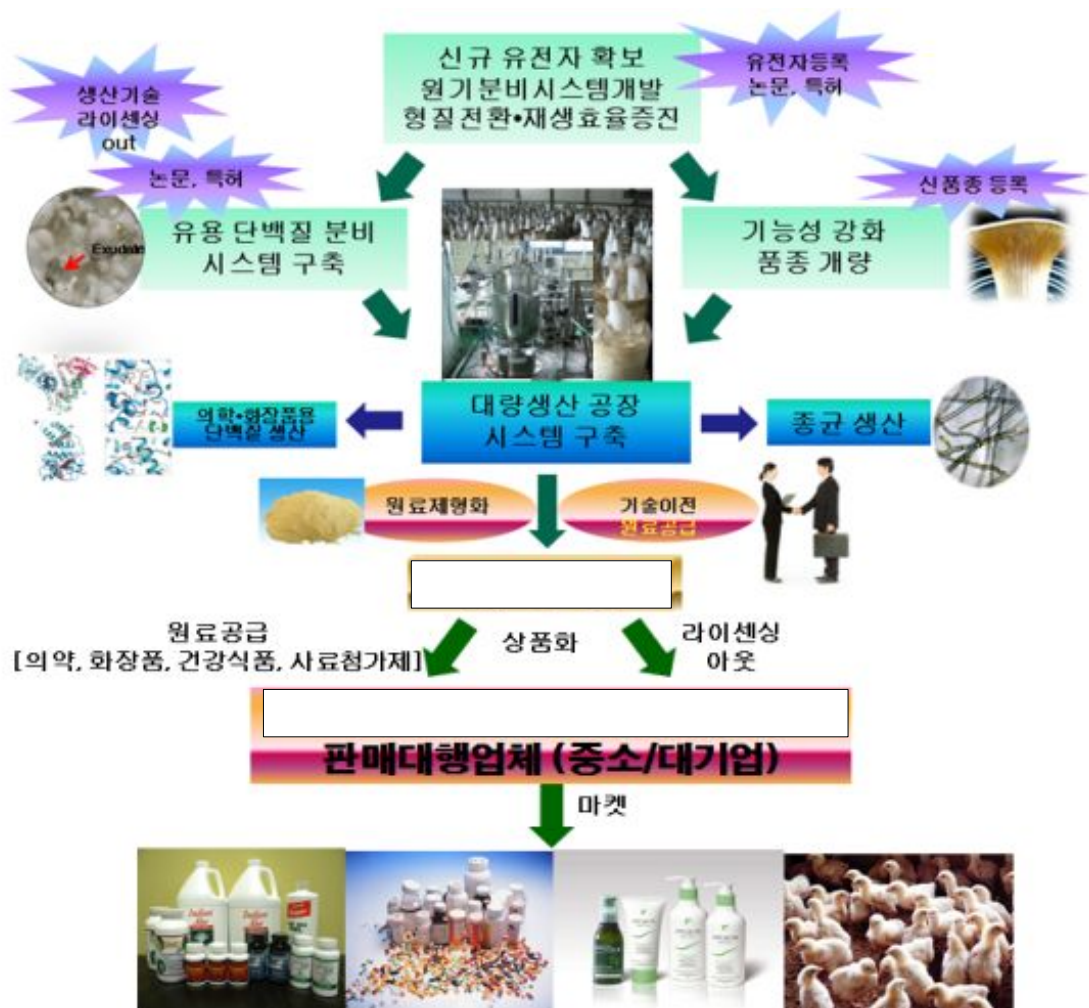 신규 유전자 확보
원기분비시스템개발
형질전환•재생효율증진
유전자등록
논문, 특허
생산기술
라이센싱
out
논문, 특허
신품종 등록
Exudate
유용 단백질 분비
시스템 구축
기능성 강화
품종 개량
의학•화장품용
단백질 생산
대량생산 공장
시스템 구축
종균 생산
원료제형화
기술이전
원료공급
원료공급
[의약, 화장품, 건강식품, 사료첨가제]
상품화
라이센싱
아웃
판매대행업체 (중소/대기업)
마켓